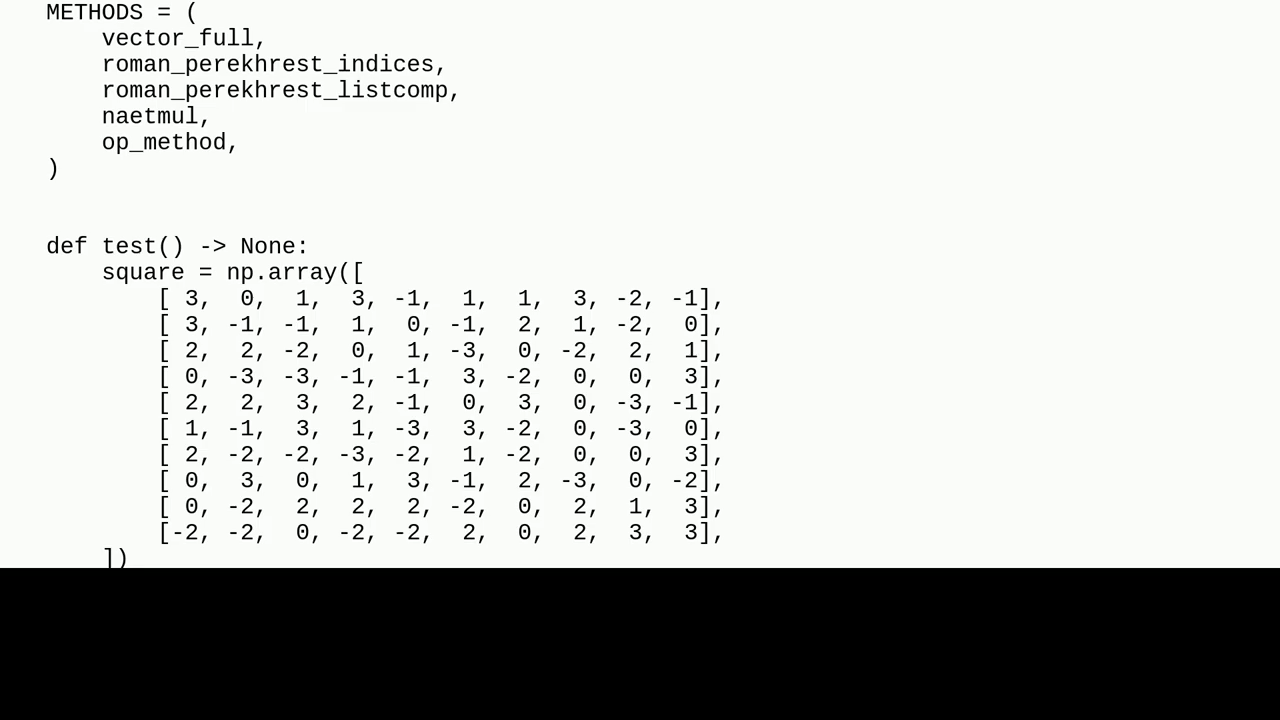 METHODS = (
    vector_full,
    roman_perekhrest_indices,
    roman_perekhrest_listcomp,
    naetmul,
    op_method,
)
def test() -> None:
    square = np.array([
        [ 3,  0,  1,  3, -1,  1,  1,  3, -2, -1],
        [ 3, -1, -1,  1,  0, -1,  2,  1, -2,  0],
        [ 2,  2, -2,  0,  1, -3,  0, -2,  2,  1],
        [ 0, -3, -3, -1, -1,  3, -2,  0,  0,  3],
        [ 2,  2,  3,  2, -1,  0,  3,  0, -3, -1],
        [ 1, -1,  3,  1, -3,  3, -2,  0, -3,  0],
        [ 2, -2, -2, -3, -2,  1, -2,  0,  0,  3],
        [ 0,  3,  0,  1,  3, -1,  2, -3,  0, -2],
        [ 0, -2,  2,  2,  2, -2,  0,  2,  1,  3],
        [-2, -2,  0, -2, -2,  2,  0,  2,  3,  3],
    ])